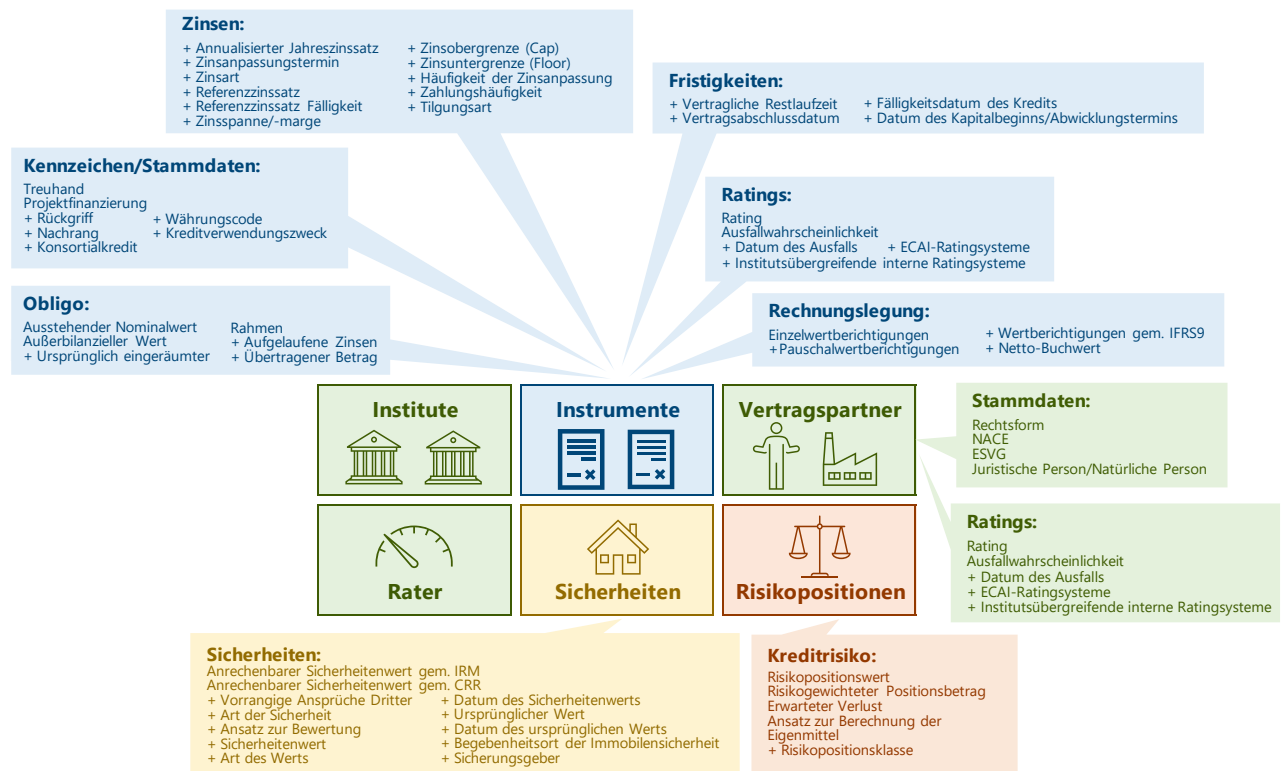 Zinsen:
+ Annualisierter Jahreszinssatz
+ Zinsanpassungstermin
+ Zinsart
+ Referenzzinssatz
+ Referenzzinssatz Fälligkeit
+ Zinsspanne/-marge
+ Zinsobergrenze (Cap)
+ Zinsuntergrenze (Floor)
+ Häufigkeit der Zinsanpassung
+ Zahlungshäufigkeit
+ Tilgungsart
Fristigkeiten:
+ Vertragliche Restlaufzeit
+ Vertragsabschlussdatum
+ Fälligkeitsdatum des Kredits
+ Datum des Kapitalbeginns/Abwicklungstermins
Kennzeichen/Stammdaten:
Treuhand
Projektfinanzierung
+ Rückgriff
+ Nachrang
+ Konsortialkredit
+ Währungscode
+ Kreditverwendungszweck
Ratings:
Rating
Ausfallwahrscheinlichkeit
+ Datum des Ausfalls
+ ECAI-Ratingsysteme
+ Institutsübergreifende interne Ratingsysteme
Obligo:
Ausstehender Nominalwert
Außerbilanzieller Wert
+ Ursprünglich eingeräumter
Rahmen
+ Aufgelaufene Zinsen
+ Übertragener Betrag
Rechnungslegung:
Einzelwertberichtigungen
+Pauschalwertberichtigungen
+ Wertberichtigungen gem. IFRS9
+ Netto-Buchwert
Institute
Instrumente
Vertragspartner
Stammdaten:
Rechtsform
NACE
ESVG
Juristische Person/Natürliche Person
Rater
Sicherheiten
Risikopositionen
Ratings:
Rating
Ausfallwahrscheinlichkeit
+ Datum des Ausfalls
+ ECAI-Ratingsysteme
+ Institutsübergreifende interne Ratingsysteme
Sicherheiten:
Anrechenbarer Sicherheitenwert gem. IRM
Anrechenbarer Sicherheitenwert gem. CRR
+ Vorrangige Ansprüche Dritter
+ Art der Sicherheit
+ Ansatz zur Bewertung
+ Sicherheitenwert
+ Art des Werts
+ Datum des Sicherheitenwerts
+ Ursprünglicher Wert
+ Datum des ursprünglichen Werts
+ Begebenheitsort der Immobilensicherheit
+ Sicherungsgeber
Kreditrisiko:
Risikopositionswert
Risikogewichteter Positionsbetrag
Erwarteter Verlust
Ansatz zur Berechnung der
Eigenmittel
+ Risikopositionsklasse